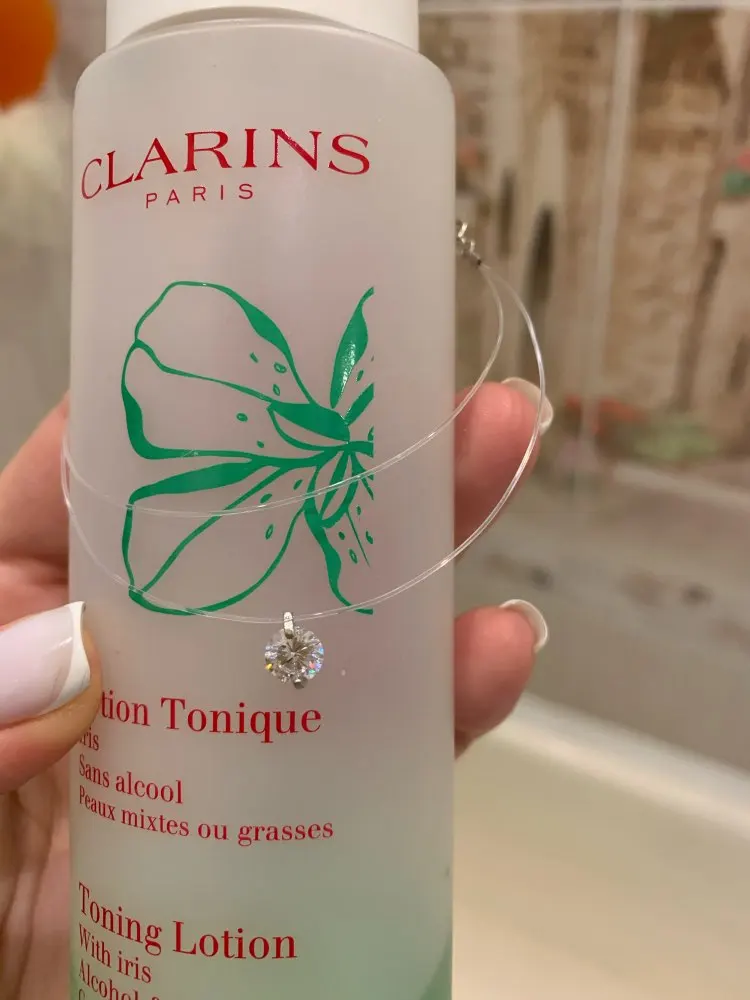 CLARINS
PARIS
tion Tonique
ris
Sans alcool
Peaux mixtes ou grasses
Toning Lotion
With iris
Alcohol